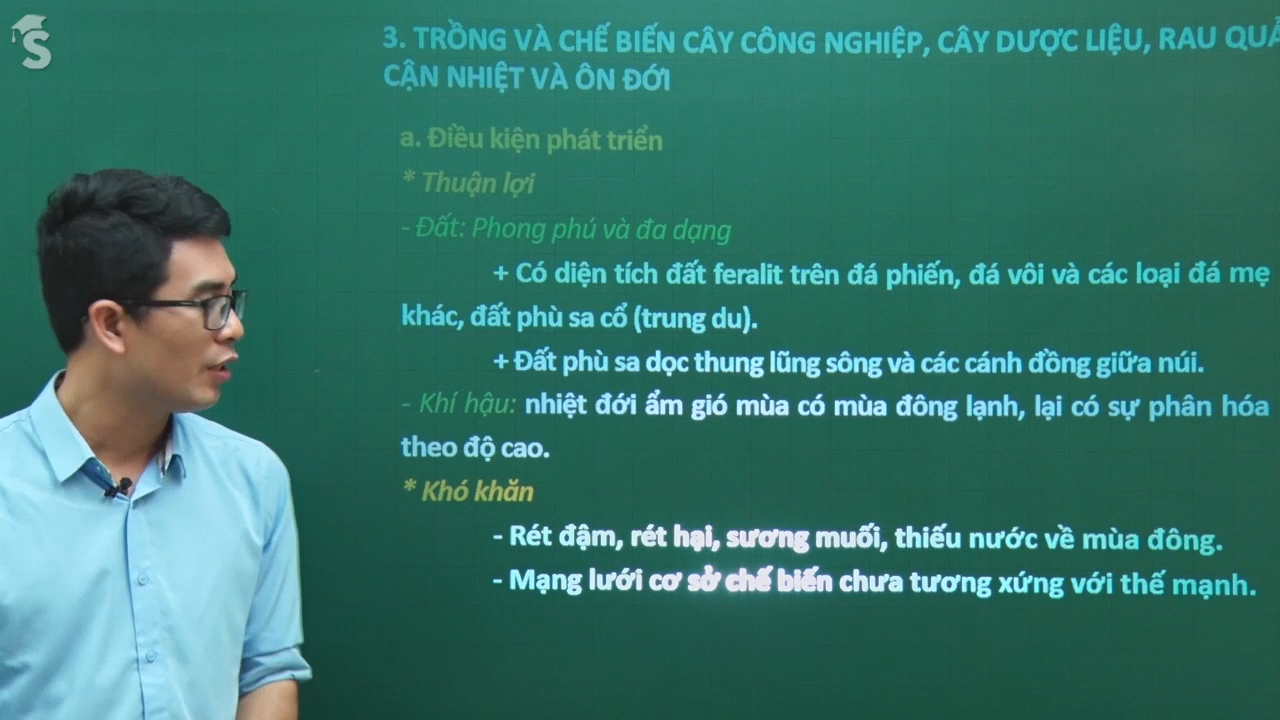 S
3. TRỒNG VÀ CHẾ BIẾN CÂY CÔNG NGHIỆP, CÂY DƯỢC LIỆU, RAU QUẢ
CẬN NHIỆT VÀ ÔN ĐỚI
a. Điều kiện phát triển
* Thuận lợi
- Đất: Phong phú và đa dạng
+ Có diện tích đất feralit trên đá phiến, đá vôi và các loại đá mẹ
khác, đất phù sa cổ (trung du).
+ Đất phù sa dọc thung lũng sông và các cánh đồng giữa núi.
- Khí hậu: nhiệt đới ẩm gió mùa có mùa đông lạnh, lại có sự phân hóa
theo độ cao.
* Khó khăn
- Rét đậm, rét hại, sương muối, thiếu nước về mùa đông.
- Mạng lưới cơ sở chế biến chưa tương xứng với thế mạnh.